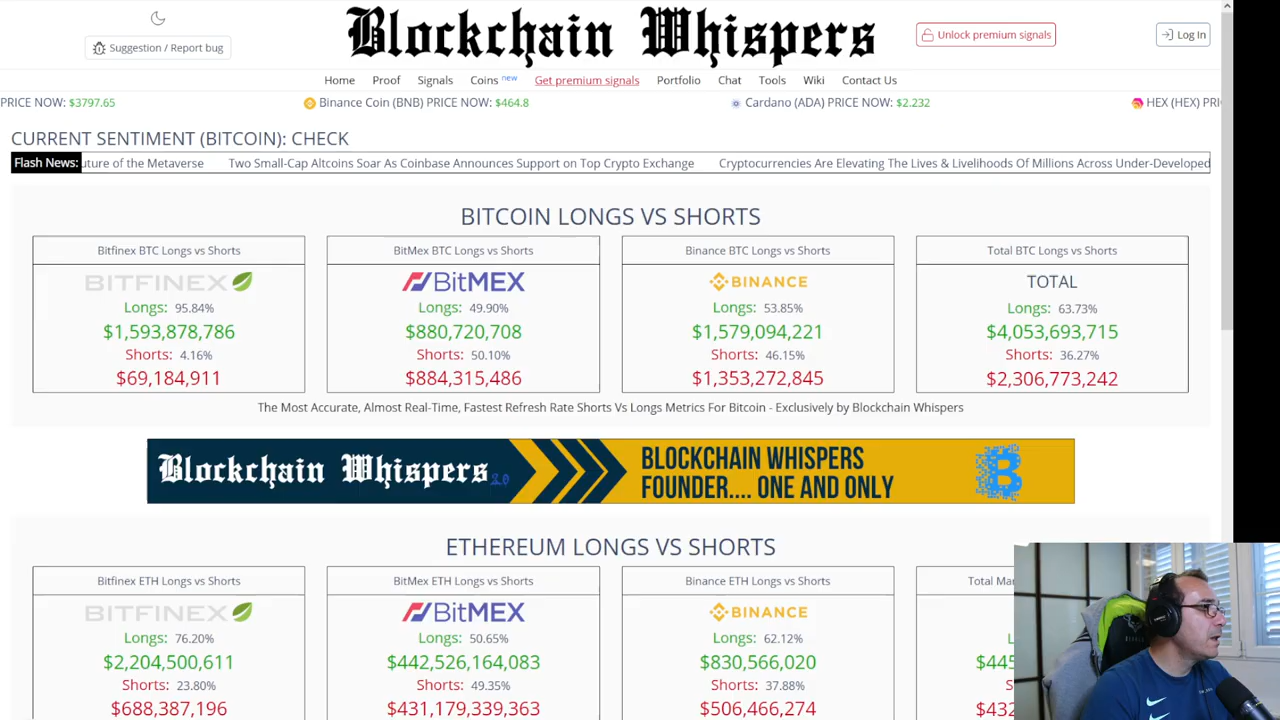 Blockchain Whispers
Suggestion / Report bug
Unlock premium signals
Log In
Home Proof Signals Coins new Get premium signals Portfolio Chat Tools Wiki Contact Us
PRICE NOW: $3797.65 Binance Coin (BNB) PRICE NOW: $464.8 Cardano (ADA) PRICE NOW: $2.232 HEX (HEX) PRI
CURRENT SENTIMENT (BITCOIN): CHECK
Flash News: uture of the Metaverse Two Small-Cap Altcoins Soar As Coinbase Announces Support on Top Crypto Exchange Cryptocurrencies Are Elevating The Lives & Livelihoods Of Millions Across Under-Developed
BITCOIN LONGS VS SHORTS
Bitfinex BTC Longs vs Shorts BitMex BTC Longs vs Shorts Binance BTC Longs vs Shorts Total BTC Longs vs Shorts
BITFINEX BitMEX BINANCE TOTAL
Longs: 95.84% Longs: 49.90% Longs: 53.85% Longs: 63.73%
$1,593,878,786 $880,720,708 $1,579,094,221 $4,053,693,715
Shorts: 4.16% Shorts: 50.10% Shorts: 46.15% Shorts: 36.27%
$69,184,911 $884,315,486 $1,353,272,845 $2,306,773,242
The Most Accurate, Almost Real-Time, Fastest Refresh Rate Shorts Vs Longs Metrics For Bitcoin - Exclusively by Blockchain Whispers
Blockchain Whispers 2.0 BLOCKCHAIN WHISPERS
FOUNDER.... ONE AND ONLY
ETHEREUM LONGS VS SHORTS
Bitfinex ETH Longs vs Shorts BitMex ETH Longs vs Shorts Binance ETH Longs vs Shorts Total Ma
BITFINEX BitMEX BINANCE
Longs: 76.20% Longs: 50.65% Longs: 62.12%
$2,204,500,611 $442,526,164,083 $830,566,020 $445
Shorts: 23.80% Shorts: 49.35% Shorts: 37.88%
$688,387,196 $431,179,339,363 $506,466,274 $432